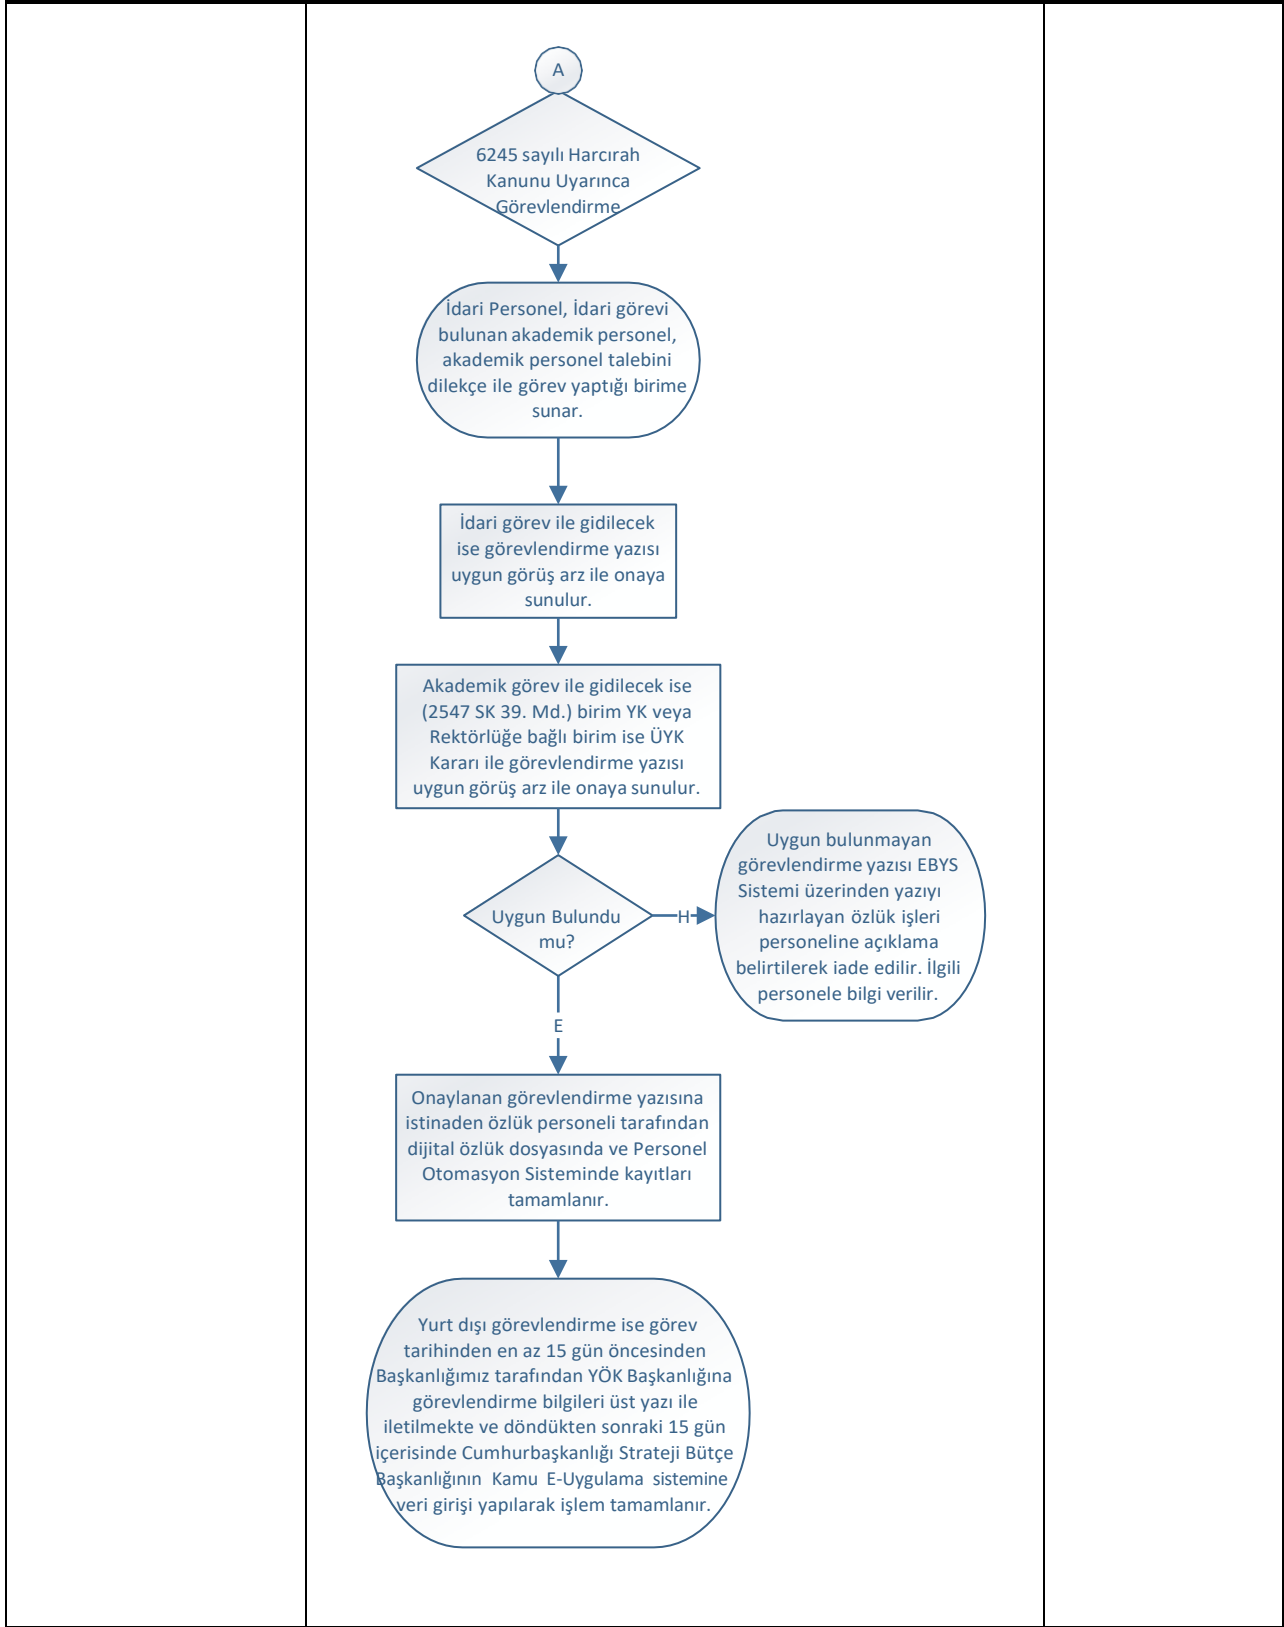 A
6245 sayılı Harcırah
Kanunu Uyarınca
Görevlendirme
İdari Personel, İdari görevi
bulunan akademik personel,
akademik personel talebini
dilekçe ile görev yaptığı birime
sunar.
İdari görev ile gidilecek
ise görevlendirme yazısı
uygun görüş arz ile onaya
sunulur.
Akademik görev ile gidilecek ise
(2547 SK 39. Md.) birim YK veya
Rektörlüğe bağlı birim ise ÜYK
Kararı ile görevlendirme yazısı
uygun görüş arz ile onaya sunulur.
Uygun Bulundu
mu?
H
Uygun bulunmayan
görevlendirme yazısı EBYS
Sistemi üzerinden yazıyı
hazırlayan özlük işleri
personeline açıklama
belirtilerek iade edilir. İlgili
personele bilgi verilir.
E
Onaylanan görevlendirme yazısına
istinaden özlük personeli tarafından
dijital özlük dosyasında ve Personel
Otomasyon Sisteminde kayıtları
tamamlanır.
Yurt dışı görevlendirme ise görev
tarihinden en az 15 gün öncesinden
Başkanlığımız tarafından YÖK Başkanlığına
görevlendirme bilgileri üst yazı ile
iletilmekte ve döndükten sonraki 15 gün
içerisinde Cumhurbaşkanlığı Strateji Bütçe
Başkanlığının Kamu E-Uygulama sistemine
veri girişi yapılarak işlem tamamlanır.